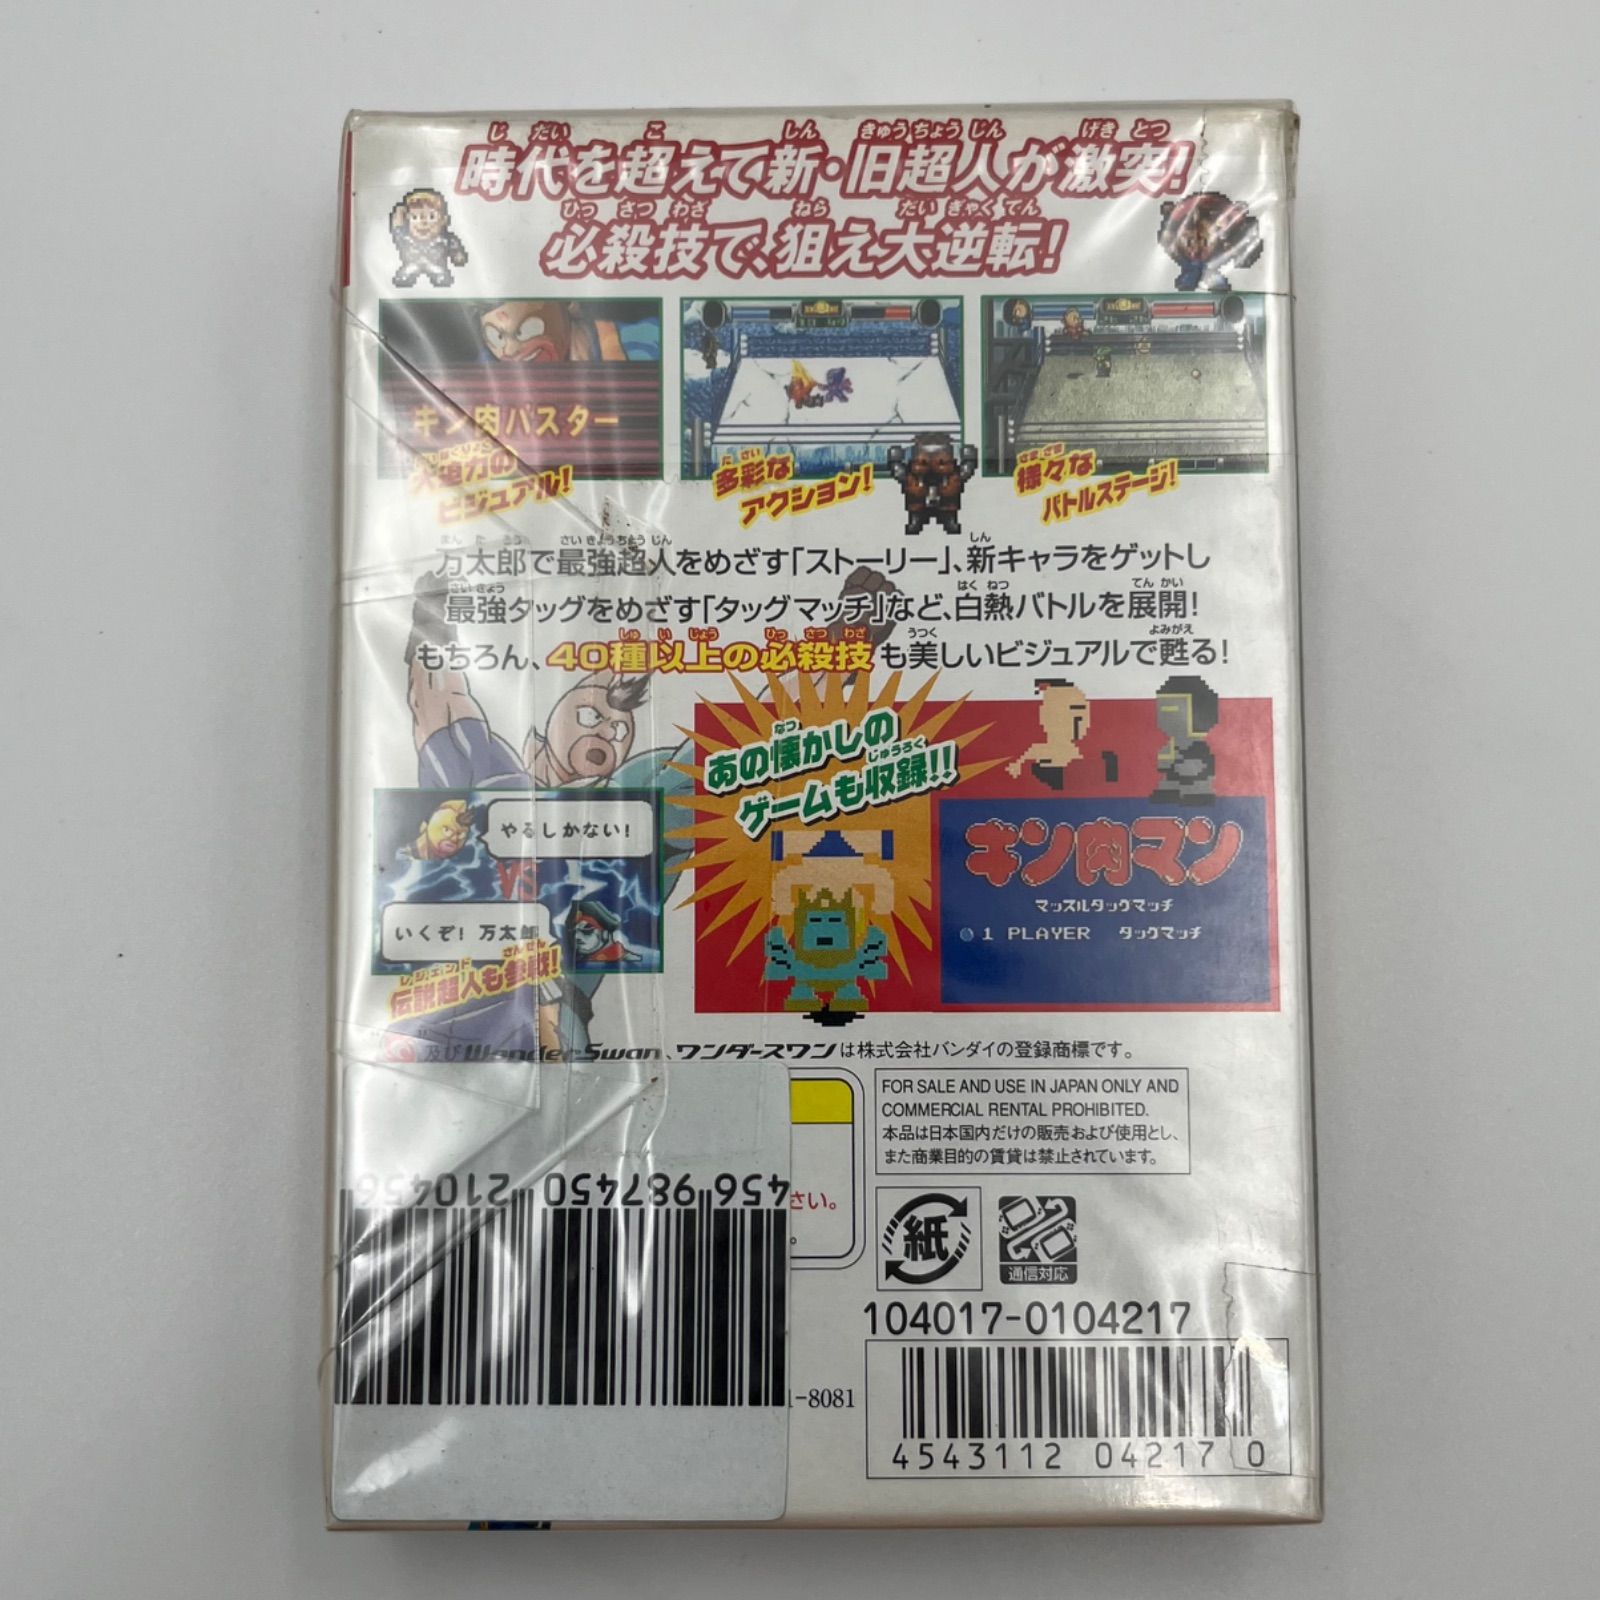 時代を超えて新・旧超人が激突!
必殺技で、狙え大逆転!
キン肉バスター
大迫力の
ビジュアル!
多彩な
アクション!
様々な
バトルステージ!
万太郎で最強超人をめざす「ストーリー」、新キャラをゲットし
最強タッグをめざす「タッグマッチ」など、白熱バトルを展開!
もちろん、40種以上の必殺技も美しいビジュアルで甦る!
あの懐かしの
ゲームも収録!!
やるしかない!
VS
いくぞ! 万太郎
伝説超人も参戦!
レジェンド
キン肉マン
マッスルタッグマッチ
1 PLAYER タッグマッチ
及びWonderSwan、ワンダースワンは株式会社バンダイの登録商標です。
FOR SALE AND USE IN JAPAN ONLY AND
COMMERCIAL RENTAL PROHIBITED.
本品は日本国内だけの販売および使用とし、
また商業目的の賃貸は禁止されています。
さい。
紙
通信対応
456 987450 210456
104017-0104217
1-8081
4543112 04217 0